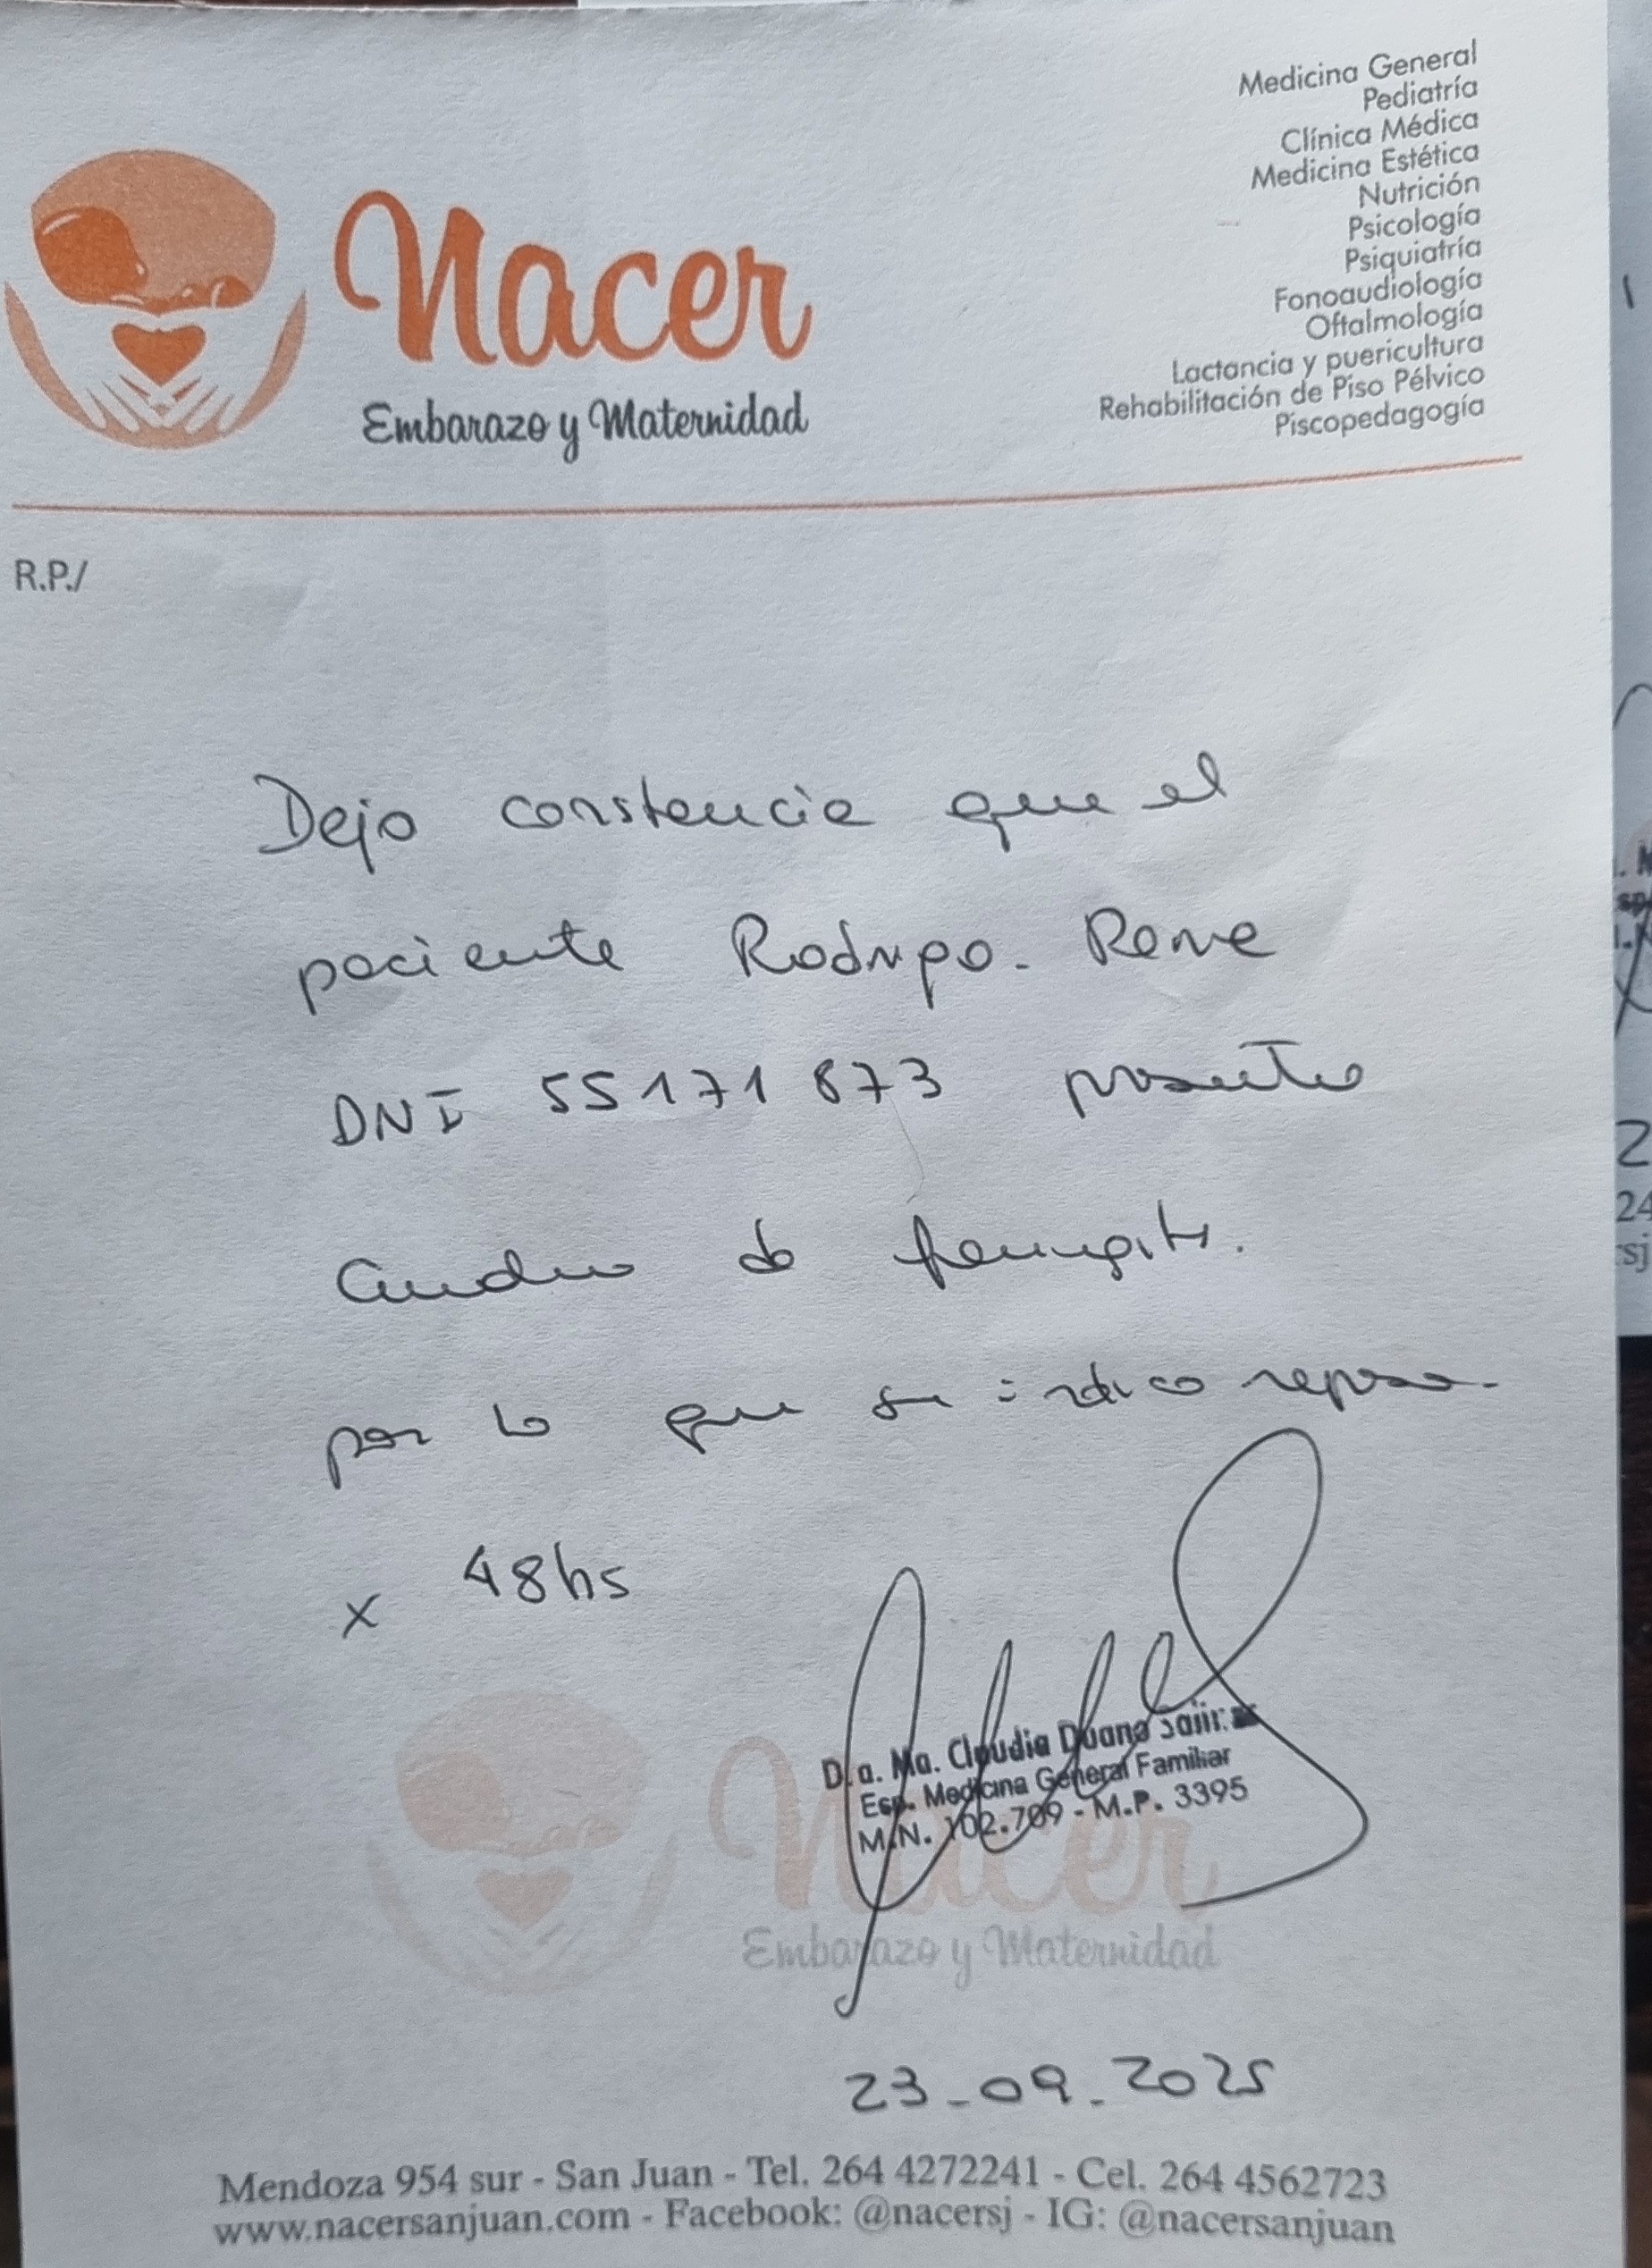 Medicina General
Pediatría
Clínica Médica
Medicina Estética
Nutrición
Psicología
Psiquiatría
Fonoaudiología
Oftalmología
Lactancia y puericultura
Rehabilitación de Piso Pélvico
Piscopedagogía
Nacer
Embarazo y Maternidad
R.P./
Dejo constancia que el
paciente Rodrigo
DNI 55171873 presenta
Cuadro de faringitis.
por lo que se indico reposo.
x 48hs
Dra. Ma. Claudia
Esp. Medicina General Familiar
M.N. 102.709 - M.P. 3395
Nacer
Embarazo y Maternidad
23-09-2025
Mendoza 954 sur - San Juan - Tel. 264 4272241 - Cel. 264 4562723
www.nacersanjuan.com - Facebook: @nacersj - IG: @nacersanjuan